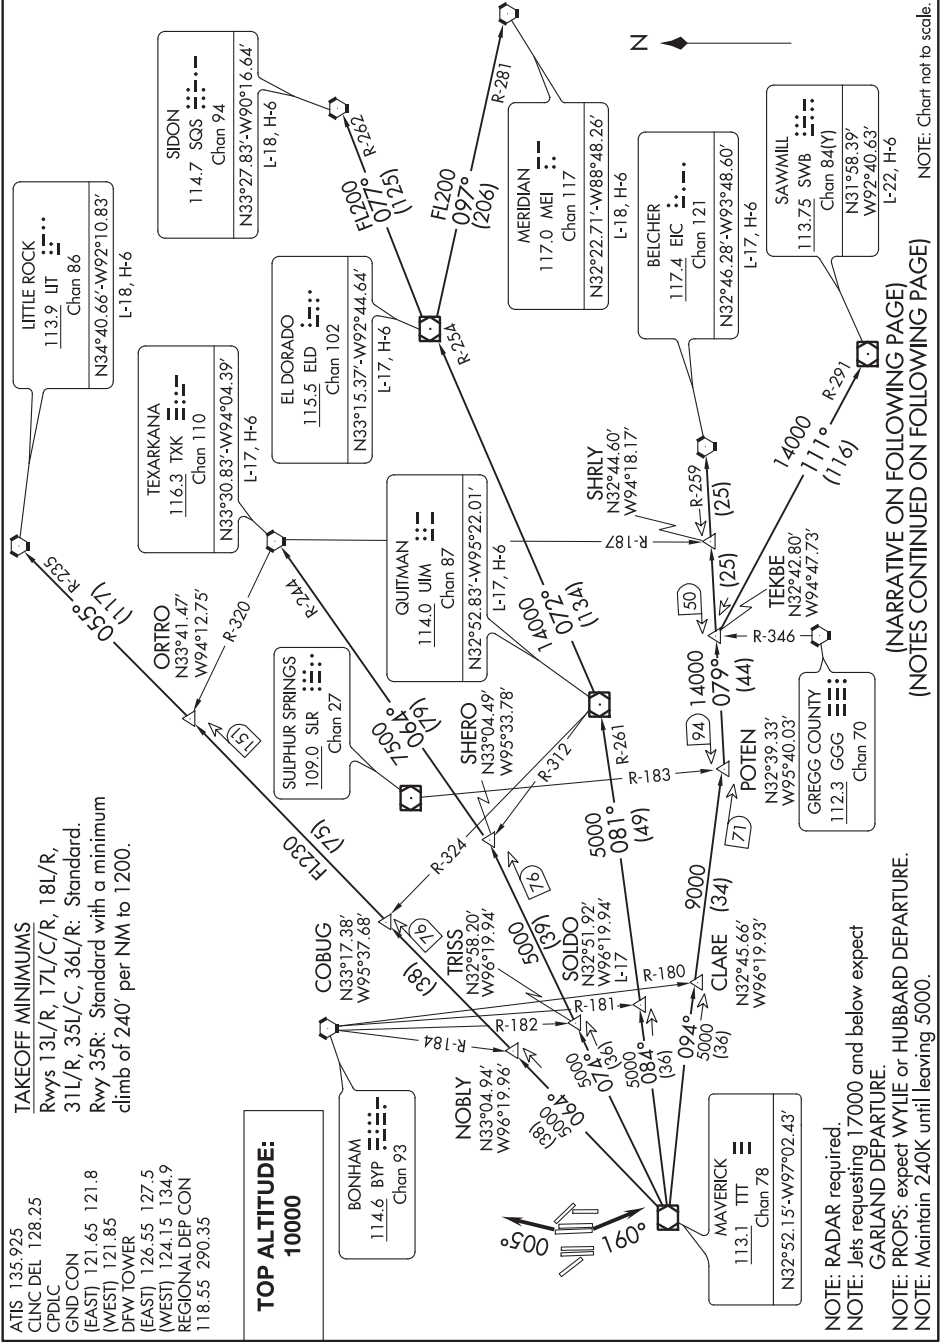 ATIS 135.925
CLNC DEL 128.25
CPDLC
GND CON
(EAST) 121.65 121.8
(WEST) 121.85
DFW TOWER
(EAST) 126.55 127.5
(WEST) 124.15 134.9
REGIONAL DEP CON
118.55 290.35
TAKEOFF MINIMUMS
Rwys 13L/R, 17L/C/R, 18L/R,
31L/R, 35L/C, 36L/R: Standard.
Rwy 35R: Standard with a minimum
climb of 240' per NM to 1200.
TOP ALTITUDE:
10000
LITTLE ROCK
113.9 LIT
Chan 86
N34°40.66'-W92°10.83'
L-18, H-6
SIDON
114.7 SQS
Chan 94
N33°27.83'-W90°16.64'
L-18, H-6
TEXARKANA
116.3 TXK
Chan 110
N33°30.83'-W94°04.39'
L-17, H-6
EL DORADO
115.5 ELD
Chan 102
N33°15.37'-W92°44.64'
L-17, H-6
MERIDIAN
117.0 MEI
Chan 117
N32°22.71'-W88°48.26'
L-18, H-6
BELCHER
117.4 EIC
Chan 121
N32°46.28'-W93°48.60'
L-17, H-6
SAWMILL
113.75 SWB
Chan 84(Y)
N31°58.39'
W92°40.63'
L-22, H-6
QUITMAN
114.0 UIM
Chan 87
N32°52.83'-W95°22.01'
L-17, H-6
SULPHUR SPRINGS
109.0 SLR
Chan 27
GREGG COUNTY
112.3 GGG
Chan 70
BONHAM
114.6 BYP
Chan 93
MAVERICK
113.1 TTT
Chan 78
N32°52.15'-W97°02.43'
ORTRO
N33°41.47'
W94°12.75'
COBUG
N33°17.38'
W95°37.68'
NOBLY
N33°04.94'
W96°19.96'
TRISS
N32°58.20'
W96°19.94'
SHERO
N33°04.49'
W95°33.78'
SOLDO
N32°51.92'
W96°19.94'
L-17
CLARE
N32°45.66'
W96°19.93'
POTEN
N32°39.33'
W95°40.03'
TEKBE
N32°42.80'
W94°47.73'
SHRLY
N32°44.60'
W94°18.17'
R-235
055°
(117)
R-320
151
FL230
(75)
76
(38)
R-324
5000
064°
(38)
R-184
R-244
7500
064°
(79)
R-312
76
5000
(39)
R-182
5000
074°
(36)
FL200
077°
(125)
R-262
FL200
097°
(206)
R-281
R-254
14000
072°
(134)
R-261
5000
081°
(49)
R-181
5000
084°
(36)
R-180
094°
5000
(36)
9000
(34)
71
R-183
94
14000
079°
(44)
50
R-346
(25)
R-187
R-259
(25)
14000
111°
(116)
R-291
005°
160°
N
NOTE: RADAR required.
NOTE: Jets requesting 17000 and below expect
GARLAND DEPARTURE.
NOTE: PROPS: expect WYLIE or HUBBARD DEPARTURE.
NOTE: Maintain 240K until leaving 5000.
(NARRATIVE ON FOLLOWING PAGE)
(NOTES CONTINUED ON FOLLOWING PAGE)
NOTE: Chart not to scale.